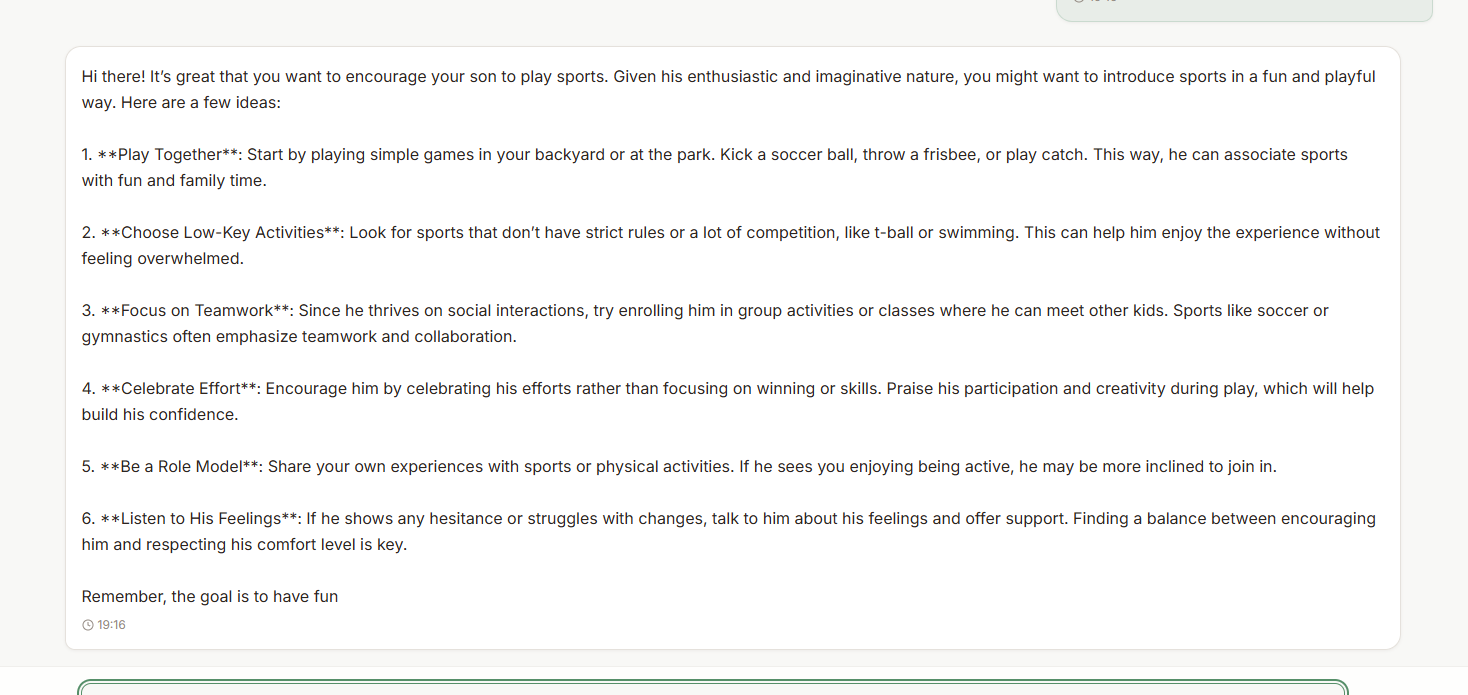 Hi there! It’s great that you want to encourage your son to play sports. Given his enthusiastic and imaginative nature, you might want to introduce sports in a fun and playful
way. Here are a few ideas:
1. **Play Together**: Start by playing simple games in your backyard or at the park. Kick a soccer ball, throw a frisbee, or play catch. This way, he can associate sports
with fun and family time.
2. **Choose Low-Key Activities**: Look for sports that don’t have strict rules or a lot of competition, like t-ball or swimming. This can help him enjoy the experience without
feeling overwhelmed.
3. **Focus on Teamwork**: Since he thrives on social interactions, try enrolling him in group activities or classes where he can meet other kids. Sports like soccer or
gymnastics often emphasize teamwork and collaboration.
4. **Celebrate Effort**: Encourage him by celebrating his efforts rather than focusing on winning or skills. Praise his participation and creativity during play, which will help
build his confidence.
5. **Be a Role Model**: Share your own experiences with sports or physical activities. If he sees you enjoying being active, he may be more inclined to join in.
6. **Listen to His Feelings**: If he shows any hesitance or struggles with changes, talk to him about his feelings and offer support. Finding a balance between encouraging
him and respecting his comfort level is key.
Remember, the goal is to have fun
19:16